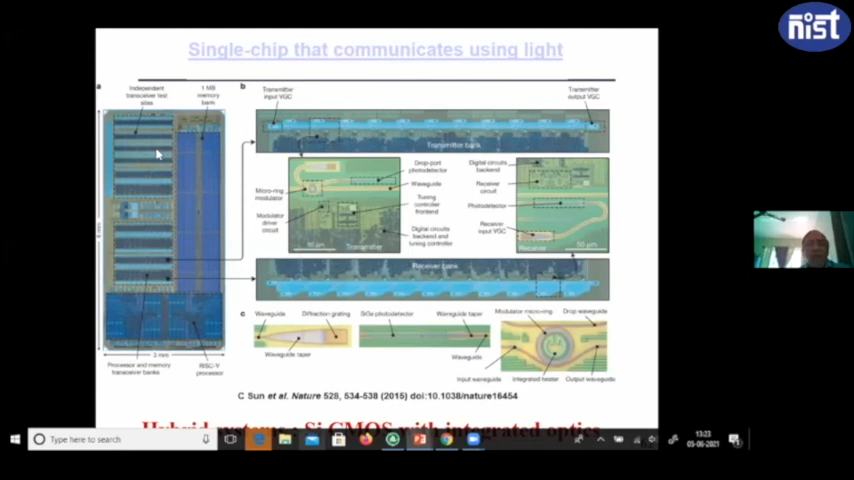 nist
Single-chip that communicates using light
a
Independent
transceiver test
sites
1 MB
memory
bank
b
Transmitter
input VGC
Transmitter
output VGC
Transmitter bank
Micro-ring
modulator
Modulator
driver
circuit
50 µm
Transmitter
Drop-port
photodetector
Waveguide
Tuning
controller
frontend
Digital circuits
backend and
tuning controller
Digital circuits
backend
Receiver
circuit
Photodetector
Receiver
input VGC
Receiver
50 µm
Receiver bank
3 mm
Processor and memory
transceiver banks
RISC-V
processor
c
Waveguide
Diffraction grating
Waveguide taper
SiGe photodetector
Waveguide taper
Waveguide
Modulator micro-ring
Drop waveguide
Input waveguide
Integrated heater
Output waveguide
C Sun et al. Nature 528, 534-538 (2015) doi:10.1038/nature16454
Hybrid systems : Si CMOS with integrated optics
Type here to search
13:23
05-06-2021